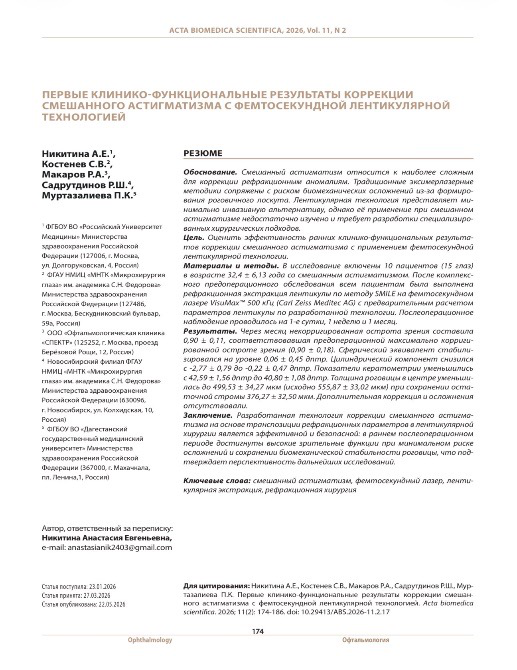 ACTA BIOMEDICA SCIENTIFICA, 2026, Vol. 11, N 2
ПЕРВЫЕ КЛИНИКО-ФУНКЦИОНАЛЬНЫЕ РЕЗУЛЬТАТЫ КОРРЕКЦИИ
СМЕШАННОГО АСТИГМАТИЗМА С ФЕМТОСЕКУНДНОЙ ЛЕНТИКУЛЯРНОЙ
ТЕХНОЛОГИЕЙ
Никитина А.Е.¹,
Костенев С.В.²,
Макаров Р.А.³,
Садрутдинов Р.Ш.⁴,
Муртазалиева П.К.⁵
¹ ФГБОУ ВО «Российский Университет
Медицины» Министерства
здравоохранения Российской
Федерации (127006, г. Москва,
ул. Долгоруковская, 4, Россия)
² ФГАУ НМИЦ «МНТК «Микрохирургия
глаза» им. академика С.Н. Федорова»
Министерства здравоохранения
Российской Федерации (127486,
г. Москва, Бескудниковский бульвар,
59а, Россия)
³ ООО «Офтальмологическая клиника
«СПЕКТР» (125252, г. Москва, проезд
Берёзовой Рощи, 12, Россия)
⁴ Новосибирский филиал ФГАУ
НМИЦ «МНТК «Микрохирургия
глаза» им. академика С.Н. Федорова»
Министерства здравоохранения
Российской Федерации (630096,
г. Новосибирск, ул. Колхидская, 10,
Россия)
⁵ ФГБОУ ВО «Дагестанский
государственный медицинский
университет» Министерства
здравоохранения Российской
Федерации (367000, г. Махачкала,
пл. Ленина,1, Россия)
Автор, ответственный за переписку:
Никитина Анастасия Евгеньевна,
e-mail: anastasianik2403@gmail.com
РЕЗЮМЕ
Обоснование. Смешанный астигматизм относится к наиболее сложным
для коррекции рефракционным аномалиям. Традиционные эксимерлазерные
методики сопряжены с риском биомеханических осложнений из-за формиро-
вания роговичного лоскута. Лентикулярная технология представляет ми-
нимально инвазивную альтернативу, однако её применение при смешанном
астигматизме недостаточно изучено и требует разработки специализиро-
ванных хирургических подходов.
Цель. Оценить эффективность ранних клинико-функциональных результа-
тов коррекции смешанного астигматизма с применением фемтосекундной
лентикулярной технологии.
Материалы и методы. В исследование включены 10 пациентов (15 глаз)
в возрасте 32,4 ± 6,13 года со смешанным астигматизмом. После комплекс-
ного предоперационного обследования всем пациентам была выполнена
рефракционная экстракция лентикулы по методу SMILE на фемтосекундном
лазере VisuMax™ 500 кГц (Carl Zeiss Meditec AG) с предварительным расчетом
параметров лентикулы по разработанной технологии. Послеоперационное
наблюдение проводилось на 1-е сутки, 1 неделю и 1 месяц.
Результаты. Через месяц некорригированная острота зрения составила
0,90 ± 0,11, соответствовавшая предоперационной максимально корриги-
рованной остроте зрения (0,90 ± 0,18). Сферический эквивалент стабили-
зировался на уровне 0,06 ± 0,45 дптр. Цилиндрический компонент снизился
с -2,77 ± 0,79 до -0,22 ± 0,47 дптр. Показатели кератометрии уменьшились
с 42,59 ± 1,56 дптр до 40,80 ± 1,08 дптр. Толщина роговицы в центре уменьши-
лась до 499,53 ± 34,27 мкм (исходно 555,87 ± 33,02 мкм) при сохранении оста-
точной стромы 376,27 ± 32,50 мкм. Дополнительная коррекция и осложнения
отсутствовали.
Заключение. Разработанная технология коррекции смешанного астигма-
тизма на основе транспозиции рефракционных параметров в лентикулярной
хирургии является эффективной и безопасной: в раннем послеоперационном
периоде достигнуты высокие зрительные функции при минимальном риске
осложнений и сохранении биомеханической стабильности роговицы, что под-
тверждает перспективность дальнейших исследований.
Ключевые слова: смешанный астигматизм, фемтосекундный лазер, ленти-
кулярная экстракция, рефракционная хирургия
Статья поступила: 23.01.2026
Статья принята: 27.03.2026
Статья опубликована: 22.05.2026
Для цитирования: Никитина А.Е., Костенев С.В., Макаров Р.А., Садрутдинов Р.Ш., Мур-
тазалиева П.К. Первые клинико-функциональные результаты коррекции смешан-
ного астигматизма с фемтосекундной лентикулярной технологией. Acta biomedica
scientifica. 2026; 11(2): 174-186. doi: 10.29413/ABS.2026-11.2.17
174
Ophthalmology
Офтальмология